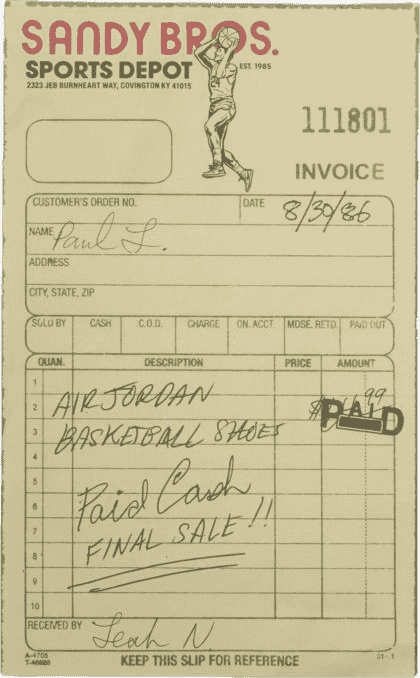 SANDY BROS.
SPORTS DEPOT
EST. 1985
2323 JEB BURNHEART WAY, COVINGTON KY 41015
24
111801
INVOICE
CUSTOMER'S ORDER NO. DATE 8/30/86
NAME Paul L.
ADDRESS
CITY, STATE, ZIP
SOLD BY CASH C.O.D. CHARGE ON. ACCT. MDSE. RETD. PAID OUT
QUAN. DESCRIPTION PRICE AMOUNT
1
2 AIR JORDAN
3 BASKETBALL SHOES PAID
4
5
6 Paid Cash
7 FINAL SALE!!
8
9
10
RECEIVED BY Leah N
A-4705
T-46820
KEEP THIS SLIP FOR REFERENCE